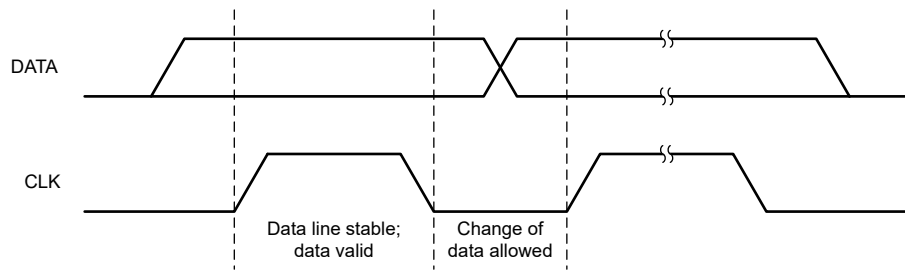 DATA
CLK
Data line stable;
data valid
Change of
data allowed